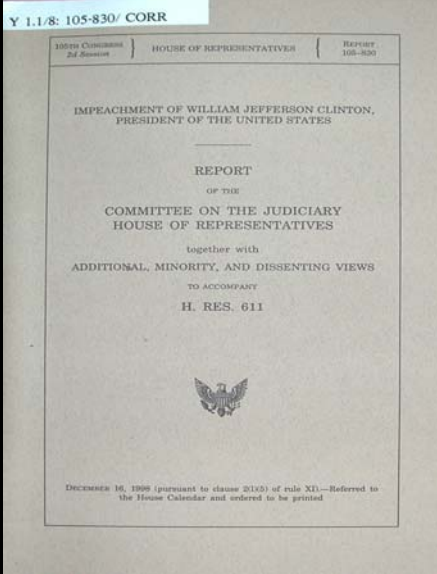 Y 1.1/8: 105-830/ CORR
105TH CONGRESS
2d Session
HOUSE OF REPRESENTATIVES
REPORT
105–830
IMPEACHMENT OF WILLIAM JEFFERSON CLINTON,
PRESIDENT OF THE UNITED STATES
REPORT
OF THE
COMMITTEE ON THE JUDICIARY
HOUSE OF REPRESENTATIVES
together with
ADDITIONAL, MINORITY, AND DISSENTING VIEWS
TO ACCOMPANY
H. RES. 611
DECEMBER 16, 1998 (pursuant to clause 2(l)(5) of rule XI).—Referred to
the House Calendar and ordered to be printed